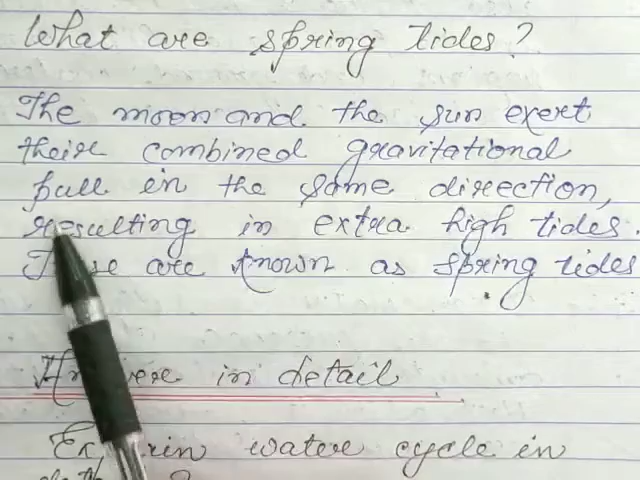 What are spring tides?
The moon and the sun exert
their combined gravitational
pull in the same direction,
resulting in extra high tides.
are known as spring tides
in detail
water cycle in